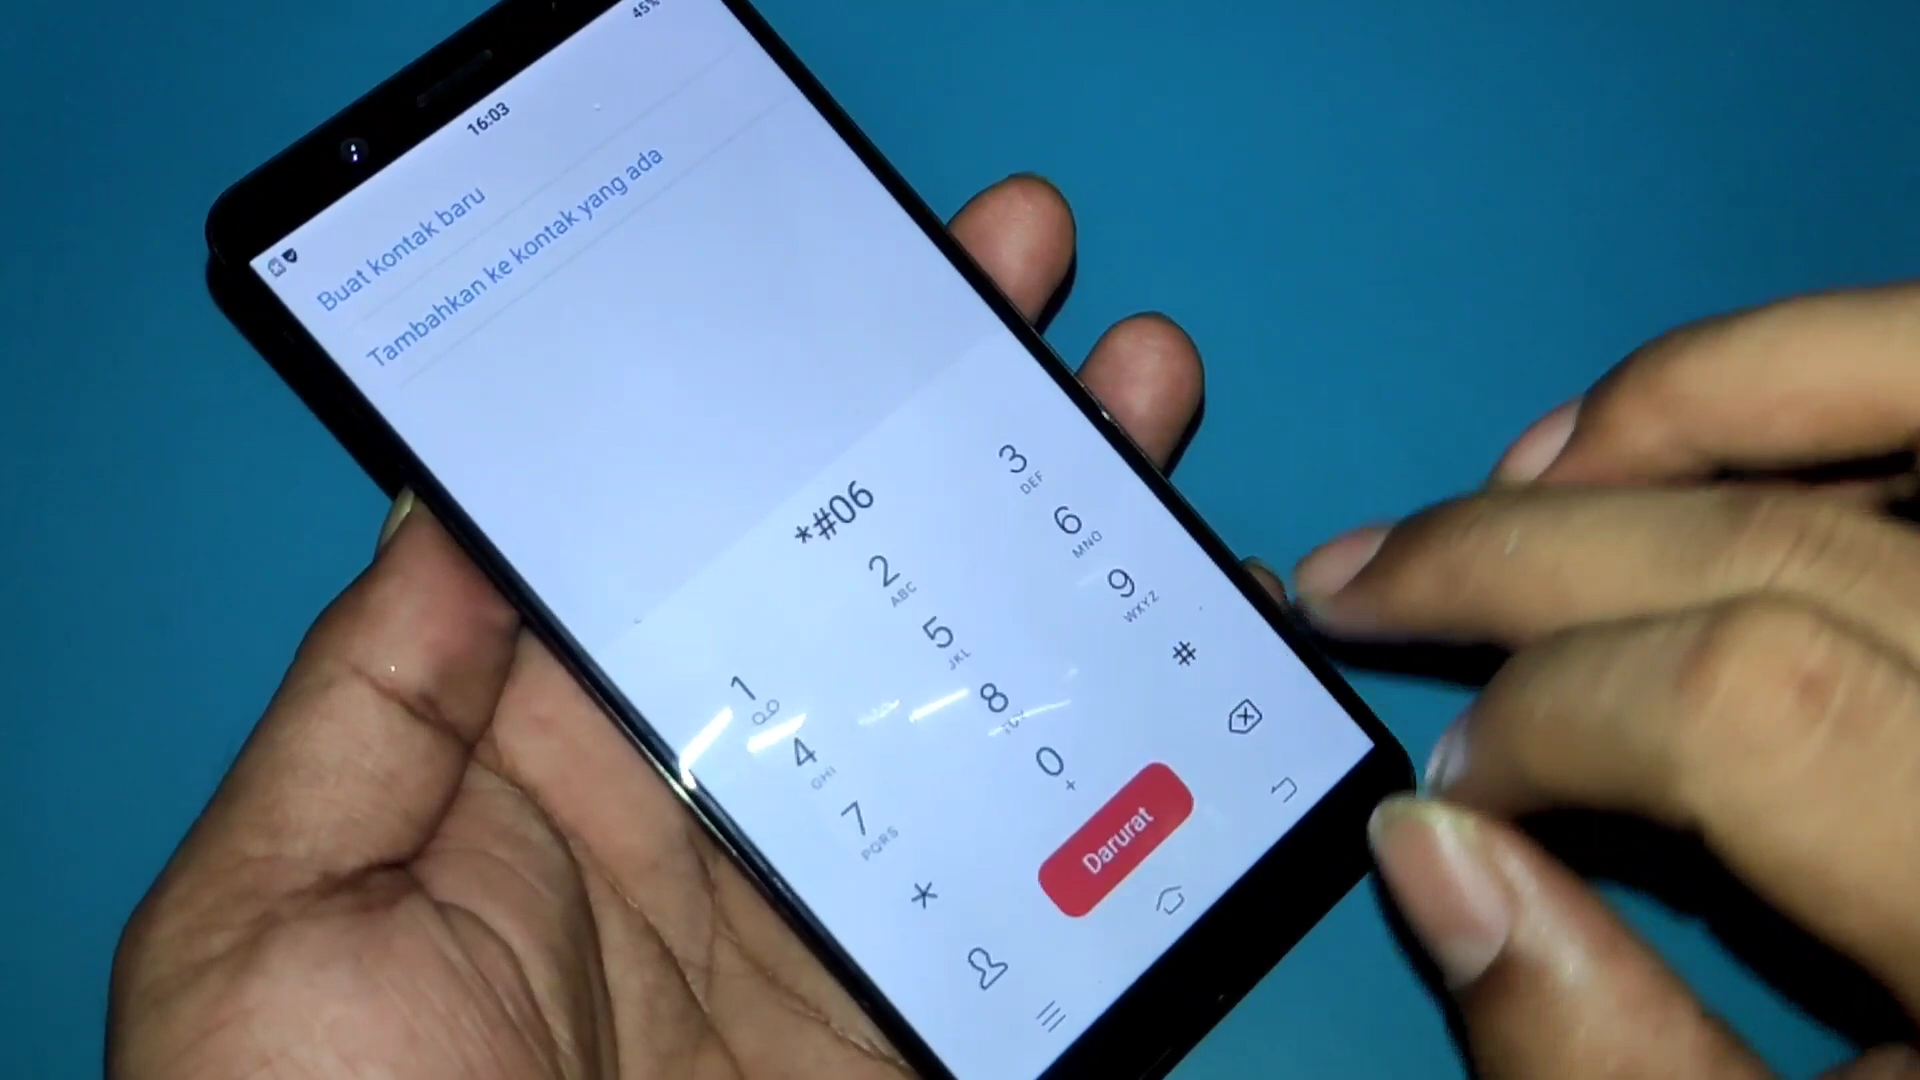 16:03
45%
Buat kontak baru
Tambahkan ke kontak yang ada
*#06
1
2 ABC
3 DEF
4 GHI
5 JKL
6 MNO
7 PQRS
8
9 WXYZ
*
0 +
#
Darurat